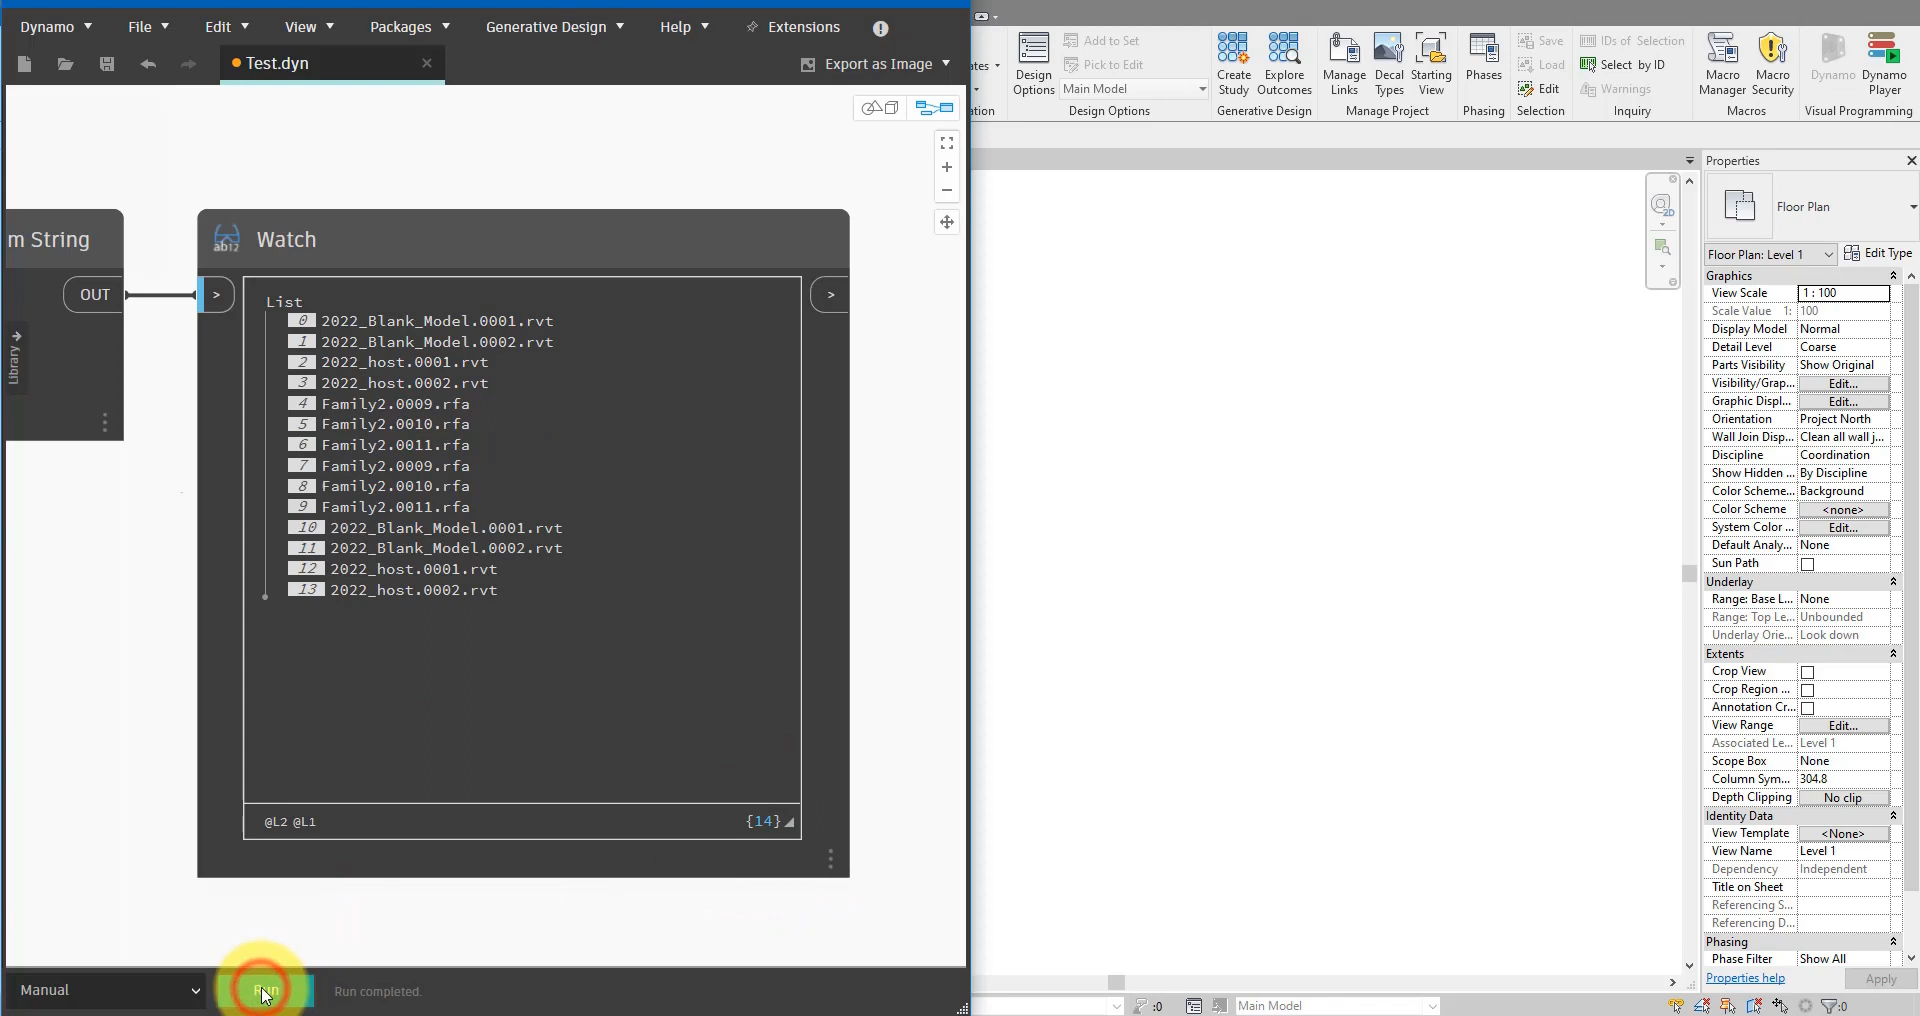 Dynamo
File
Edit
View
Packages
Generative Design
Help
Extensions
Test.dyn
Export as Image
m String
OUT
Library
ab12
Watch
>
>
List
0 2022_Blank_Model.0001.rvt
1 2022_Blank_Model.0002.rvt
2 2022_host.0001.rvt
3 2022_host.0002.rvt
4 Family2.0009.rfa
5 Family2.0010.rfa
6 Family2.0011.rfa
7 Family2.0009.rfa
8 Family2.0010.rfa
9 Family2.0011.rfa
10 2022_Blank_Model.0001.rvt
11 2022_Blank_Model.0002.rvt
12 2022_host.0001.rvt
13 2022_host.0002.rvt
@L2 @L1
{14}
Manual
Run
Run completed.
ates
ation
Design
Options
Add to Set
Pick to Edit
Main Model
Design Options
Create
Study
Explore
Outcomes
Generative Design
Manage
Links
Decal
Types
Starting
View
Manage Project
Phases
Phasing
Save
Load
Edit
Selection
IDs of Selection
Select by ID
Warnings
Inquiry
Macro
Manager
Macro
Security
Macros
Dynamo
Dynamo
Player
Visual Programming
2D
Properties
Floor Plan
Floor Plan: Level 1
Edit Type
Graphics
View Scale 1 : 100
Scale Value 1: 100
Display Model Normal
Detail Level Coarse
Parts Visibility Show Original
Visibility/Grap... Edit...
Graphic Displ... Edit...
Orientation Project North
Wall Join Disp... Clean all wall j...
Discipline Coordination
Show Hidden ... By Discipline
Color Scheme... Background
Color Scheme <none>
System Color ... Edit...
Default Analy... None
Sun Path
Underlay
Range: Base L... None
Range: Top Le... Unbounded
Underlay Orie... Look down
Extents
Crop View
Crop Region ...
Annotation Cr...
View Range Edit...
Associated Le... Level 1
Scope Box None
Column Sym... 304.8
Depth Clipping No clip
Identity Data
View Template <None>
View Name Level 1
Dependency Independent
Title on Sheet
Referencing S...
Referencing D...
Phasing
Phase Filter Show All
Properties help
Apply
:0
Main Model
:0